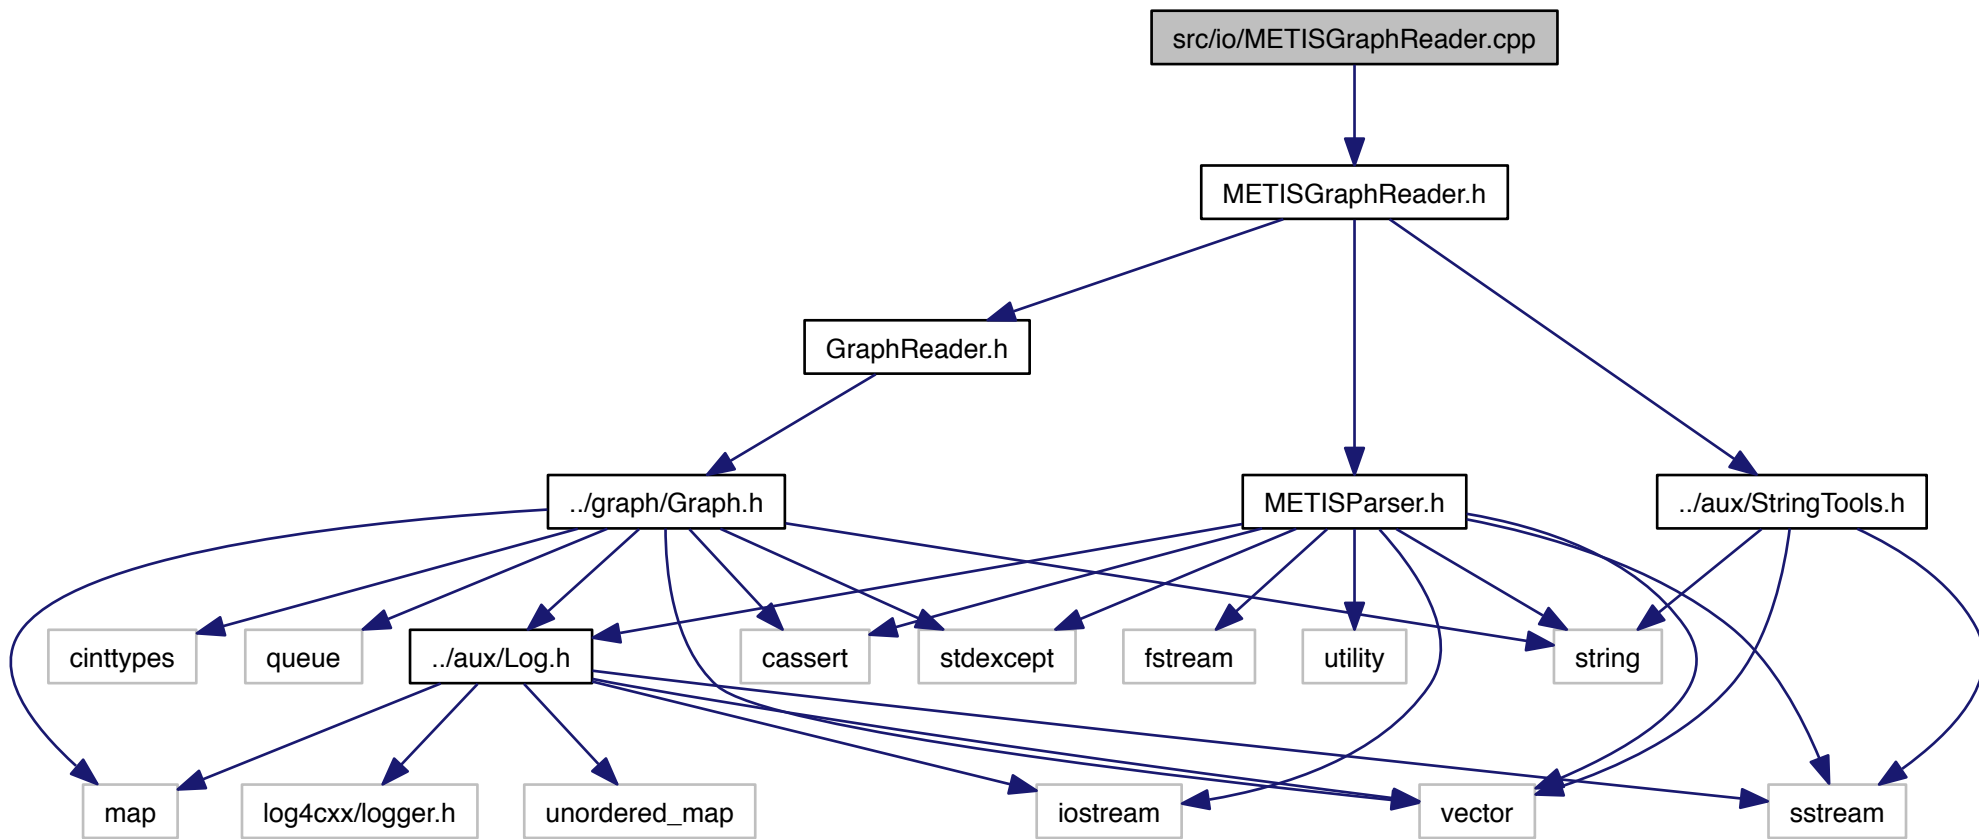 src/io/METISGraphReader.cpp
METISGraphReader.h
GraphReader.h
../graph/Graph.h
METISParser.h
../aux/StringTools.h
cinttypes
queue
../aux/Log.h
cassert
stdexcept
fstream
utility
string
map
log4cxx/logger.h
unordered_map
iostream
vector
sstream